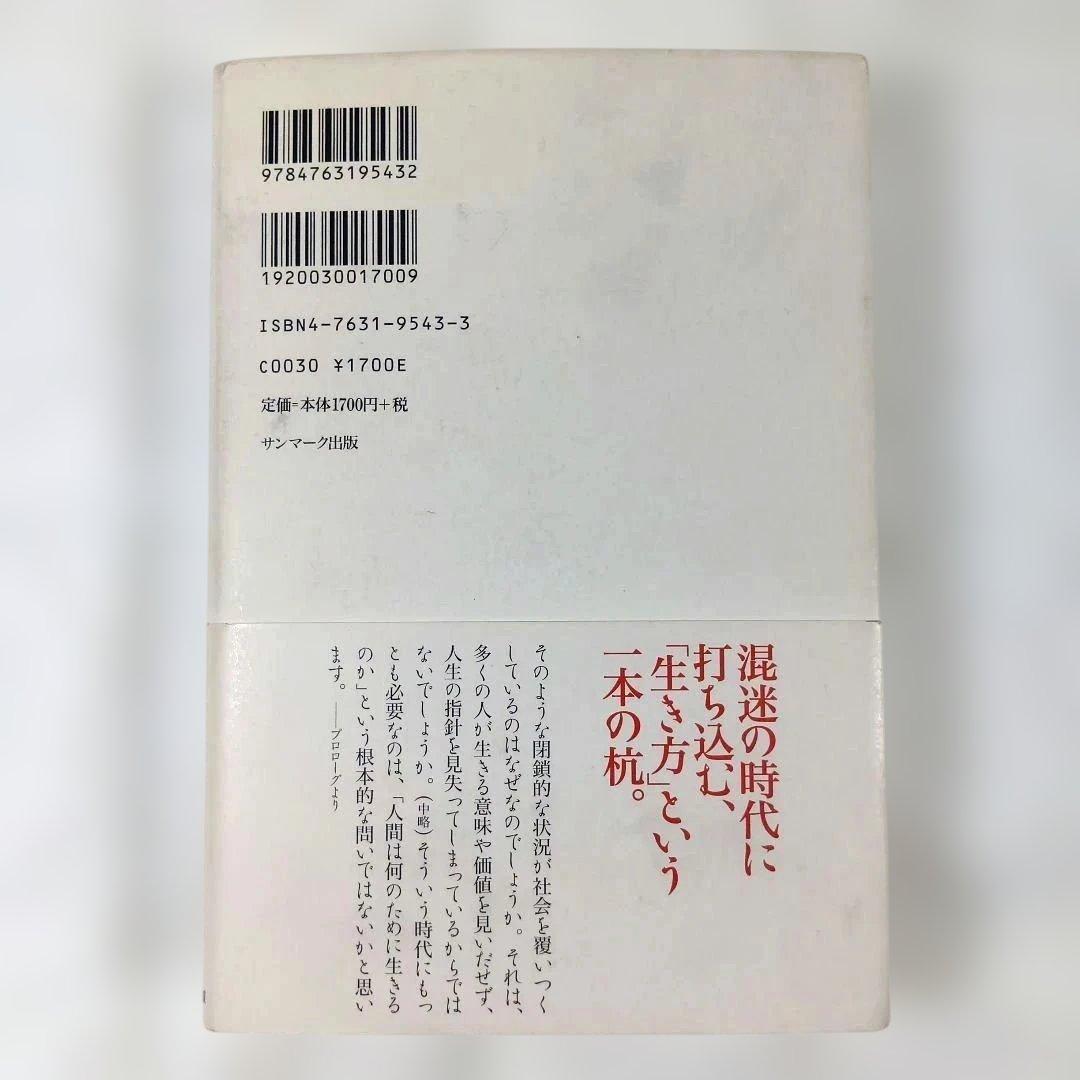 9784763195432
1920030017009
ISBN4-7631-9543-3
C0030 ¥1700E
定価=本体1700円+税
サンマーク出版
混迷の時代に
打ち込む、
「生き方」という
一本の杭。
そのような閉鎖的な状況が社会を覆いつく
しているのはなぜなのでしょうか。それは、
多くの人が生きる意味や価値を見いだせず、
人生の指針を見失ってしまっているからでは
ないでしょうか。(中略)そういう時代にもっ
とも必要なのは、「人間は何のために生きる
のか」という根本的な問いではないかと思い
ます。——プロローグより